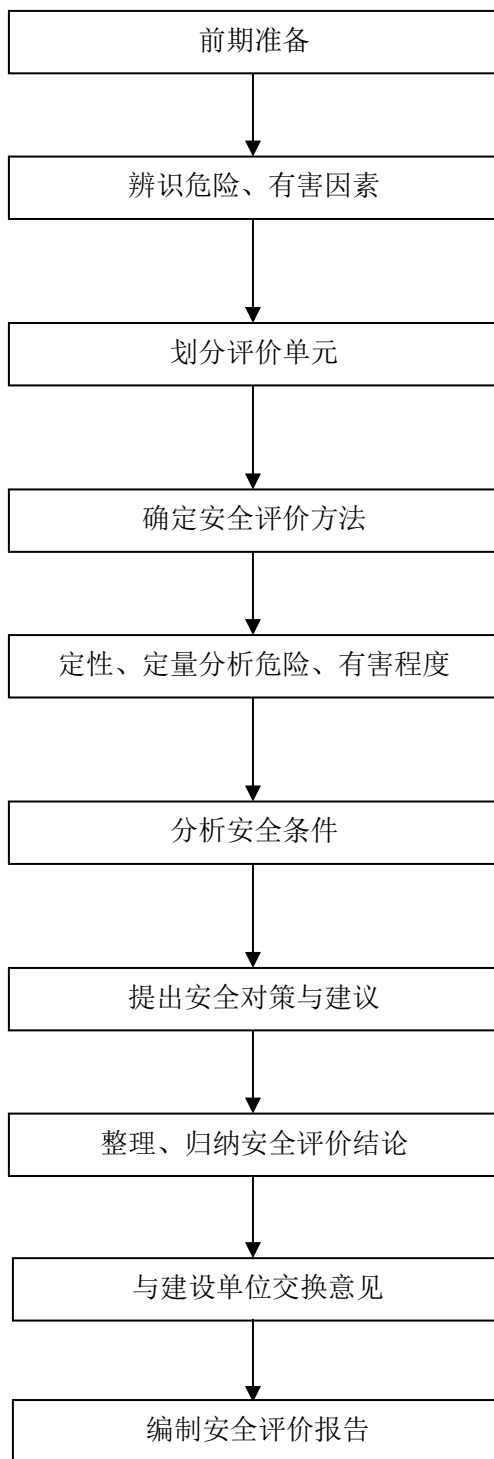 前期准备
辨识危险、有害因素
划分评价单元
确定安全评价方法
定性、定量分析危险、有害程度
分析安全条件
提出安全对策与建议
整理、归纳安全评价结论
与建设单位交换意见
编制安全评价报告